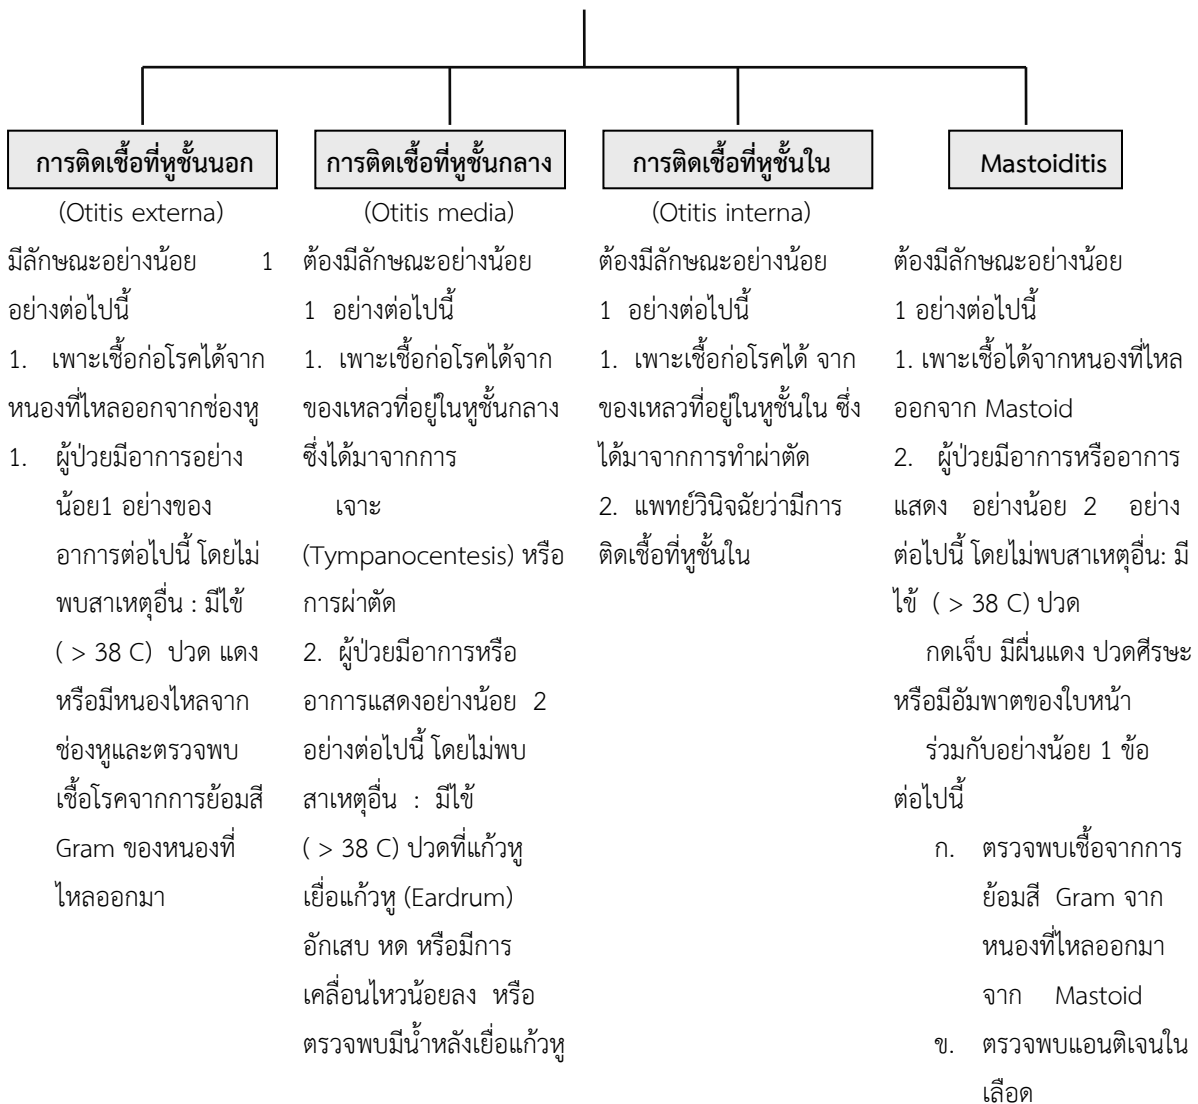 การติดเชื้อที่หูชั้นนอก
(Otitis externa)
มีลักษณะอย่างน้อย 1
อย่างต่อไปนี้
1. เพาะเชื้อก่อโรคได้จาก
หนองที่ไหลออกจากช่องหู
1. ผู้ป่วยมีอาการอย่าง
น้อย1 อย่างของ
อาการต่อไปนี้ โดยไม่
พบสาเหตุอื่น : มีไข้
( > 38 C) ปวด แดง
หรือมีหนองไหลจาก
ช่องหูและตรวจพบ
เชื้อโรคจากการย้อมสี
Gram ของหนองที่
ไหลออกมา
การติดเชื้อที่หูชั้นกลาง
(Otitis media)
ต้องมีลักษณะอย่างน้อย
1 อย่างต่อไปนี้
1. เพาะเชื้อก่อโรคได้จาก
ของเหลวที่อยู่ในหูชั้นกลาง
ซึ่งได้มาจากการ
เจาะ
(Tympanocentesis) หรือ
การผ่าตัด
2. ผู้ป่วยมีอาการหรือ
อาการแสดงอย่างน้อย 2
อย่างต่อไปนี้ โดยไม่พบ
สาเหตุอื่น : มีไข้
( > 38 C) ปวดที่แก้วหู
เยื่อแก้วหู (Eardrum)
อักเสบ หด หรือมีการ
เคลื่อนไหวน้อยลง หรือ
ตรวจพบมีน้ำหลังเยื่อแก้วหู
การติดเชื้อที่หูชั้นใน
(Otitis interna)
ต้องมีลักษณะอย่างน้อย
1 อย่างต่อไปนี้
1. เพาะเชื้อก่อโรคได้ จาก
ของเหลวที่อยู่ในหูชั้นใน ซึ่ง
ได้มาจากการทำผ่าตัด
2. แพทย์วินิจฉัยว่ามีการ
ติดเชื้อที่หูชั้นใน
Mastoiditis
ต้องมีลักษณะอย่างน้อย
1 อย่างต่อไปนี้
1. เพาะเชื้อได้จากหนองที่ไหล
ออกจาก Mastoid
2. ผู้ป่วยมีอาการหรืออาการ
แสดง อย่างน้อย 2 อย่าง
ต่อไปนี้ โดยไม่พบสาเหตุอื่น: มี
ไข้ ( > 38 C) ปวด
กดเจ็บ มีผื่นแดง ปวดศีรษะ
หรือมีอัมพาตของใบหน้า
ร่วมกับอย่างน้อย 1 ข้อ
ต่อไปนี้
ก. ตรวจพบเชื้อจากการ
ย้อมสี Gram จาก
หนองที่ไหลออกมา
จาก Mastoid
ข. ตรวจพบแอนติเจนใน
เลือด